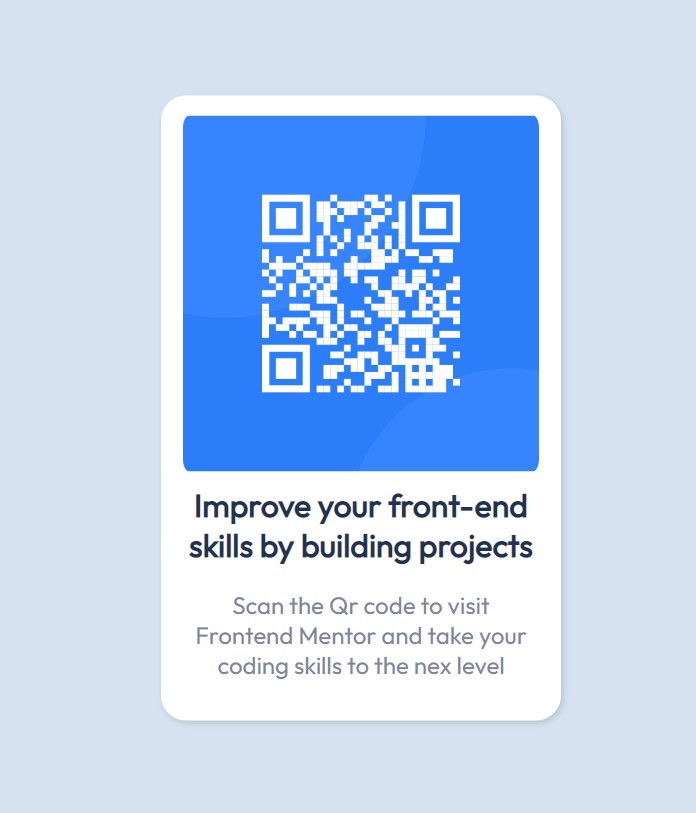 Improve your front-end
skills by building projects
Scan the Qr code to visit
Frontend Mentor and take your
coding skills to the nex level